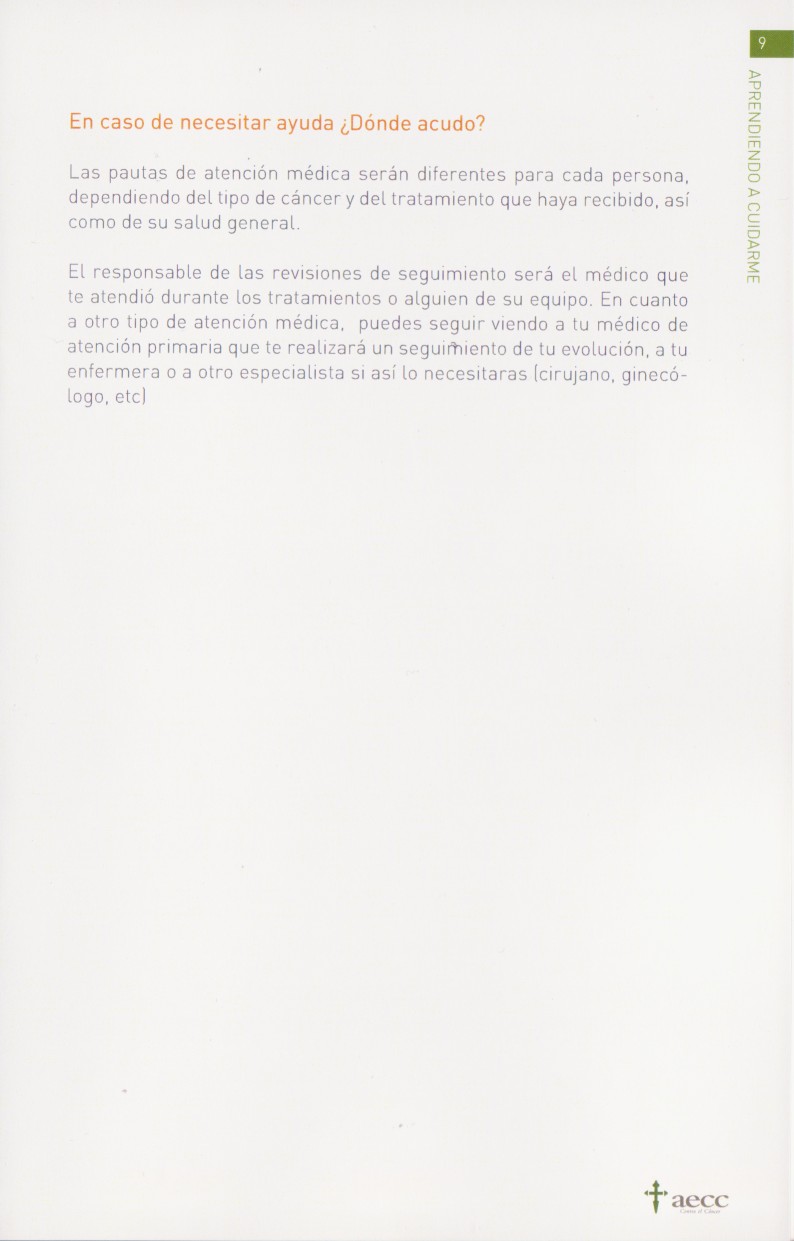 9
APRENDIENDO A CUIDARME
En caso de necesitar ayuda ¿Dónde acudo?
Las pautas de atención médica serán diferentes para cada persona,
dependiendo del tipo de cáncer y del tratamiento que haya recibido, así
como de su salud general.
El responsable de las revisiones de seguimiento será el médico que
te atendió durante los tratamientos o alguien de su equipo. En cuanto
a otro tipo de atención médica, puedes seguir viendo a tu médico de
atención primaria que te realizará un seguimiento de tu evolución, a tu
enfermera o a otro especialista si así lo necesitaras (cirujano, ginecó-
logo, etc)
aecc
Contra el Cáncer